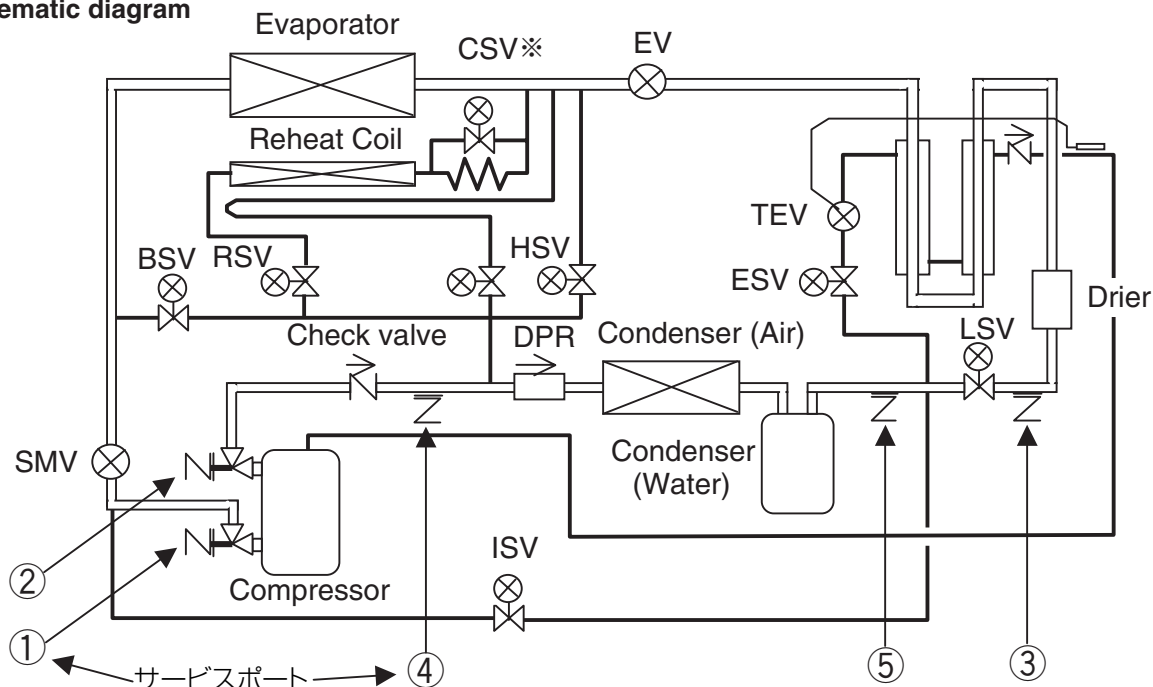 ematic diagram
Evaporator
CSV※
EV
Reheat Coil
TEV
BSV
RSV
HSV
ESV
Drier
Check valve
DPR
Condenser (Air)
LSV
SMV
Condenser
(Water)
ISV
②
Compressor
①
サービスポート
④
⑤
③